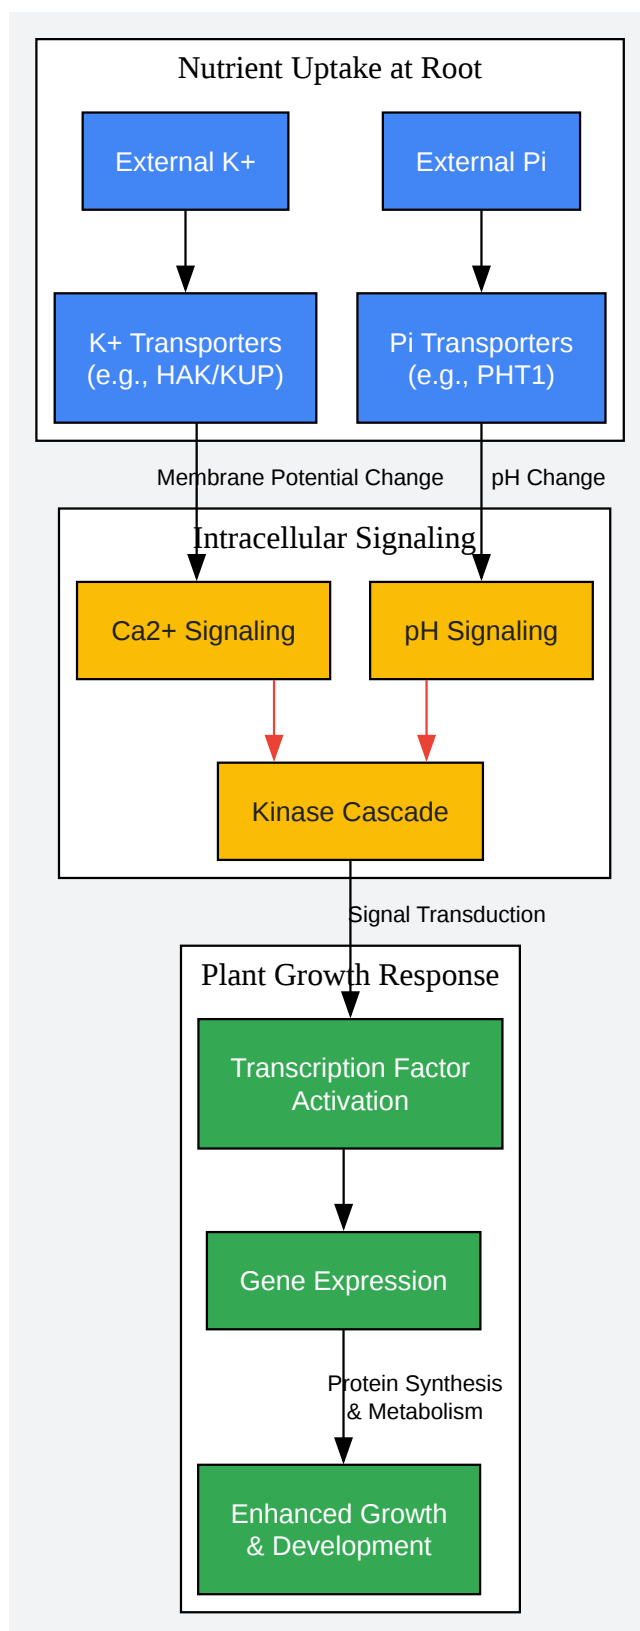 Nutrient Uptake at Root
External K+
External Pi
K+ Transporters
(e.g., HAK/KUP)
Pi Transporters
(e.g., PHT1)
Membrane Potential Change
pH Change
Intracellular Signaling
Ca2+ Signaling
pH Signaling
Kinase Cascade
Signal Transduction
Plant Growth Response
Transcription Factor
Activation
Gene Expression
Protein Synthesis
& Metabolism
Enhanced Growth
& Development